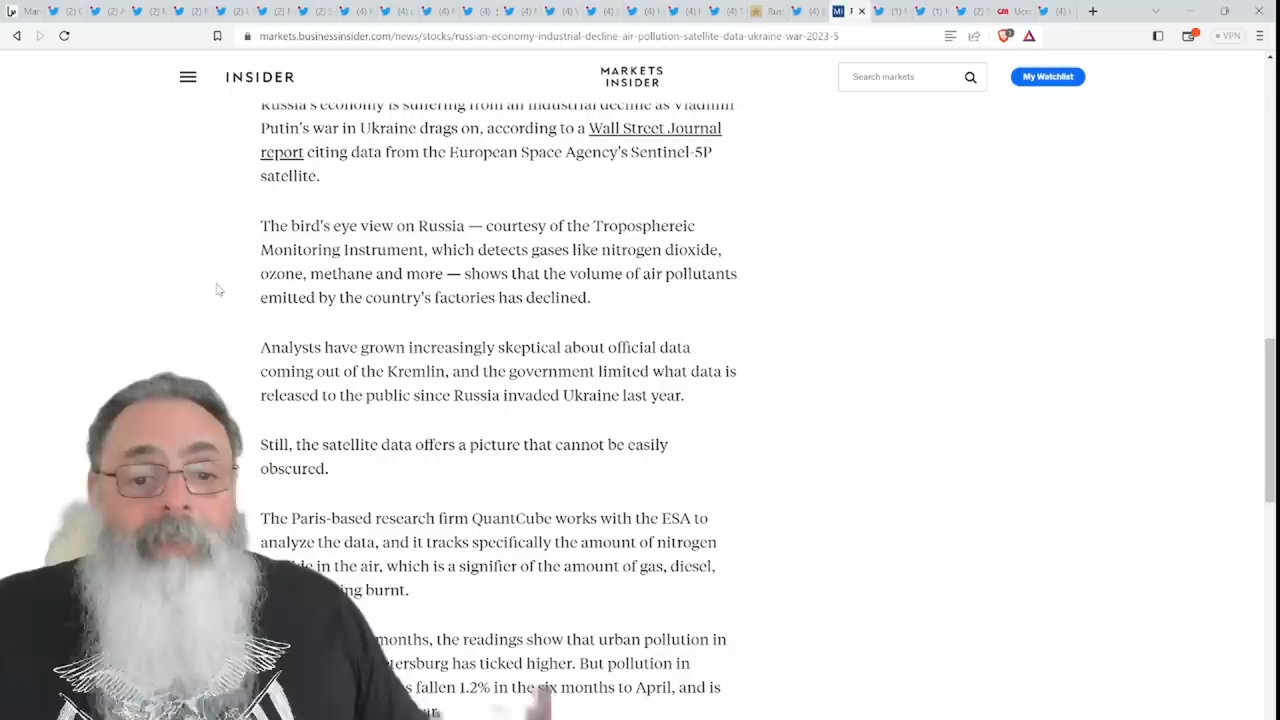 markets.businessinsider.com/news/stocks/russian-economy-industrial-decline-air-pollution-satellite-data-ukraine-war-2023-5
VPN
INSIDER
MARKETS
INSIDER
Search markets
My Watchlist
Russia's economy is suffering from an industrial decline as Vladimir
Putin's war in Ukraine drags on, according to a Wall Street Journal
report citing data from the European Space Agency's Sentinel-5P
satellite.
The bird's eye view on Russia — courtesy of the Troposphereic
Monitoring Instrument, which detects gases like nitrogen dioxide,
ozone, methane and more — shows that the volume of air pollutants
emitted by the country's factories has declined.
Analysts have grown increasingly skeptical about official data
coming out of the Kremlin, and the government limited what data is
released to the public since Russia invaded Ukraine last year.
Still, the satellite data offers a picture that cannot be easily
obscured.
The Paris-based research firm QuantCube works with the ESA to
analyze the data, and it tracks specifically the amount of nitrogen
in the air, which is a signifier of the amount of gas, diesel,
burnt.
months, the readings show that urban pollution in
has ticked higher. But pollution in
fallen 1.2% in the six months to April, and is